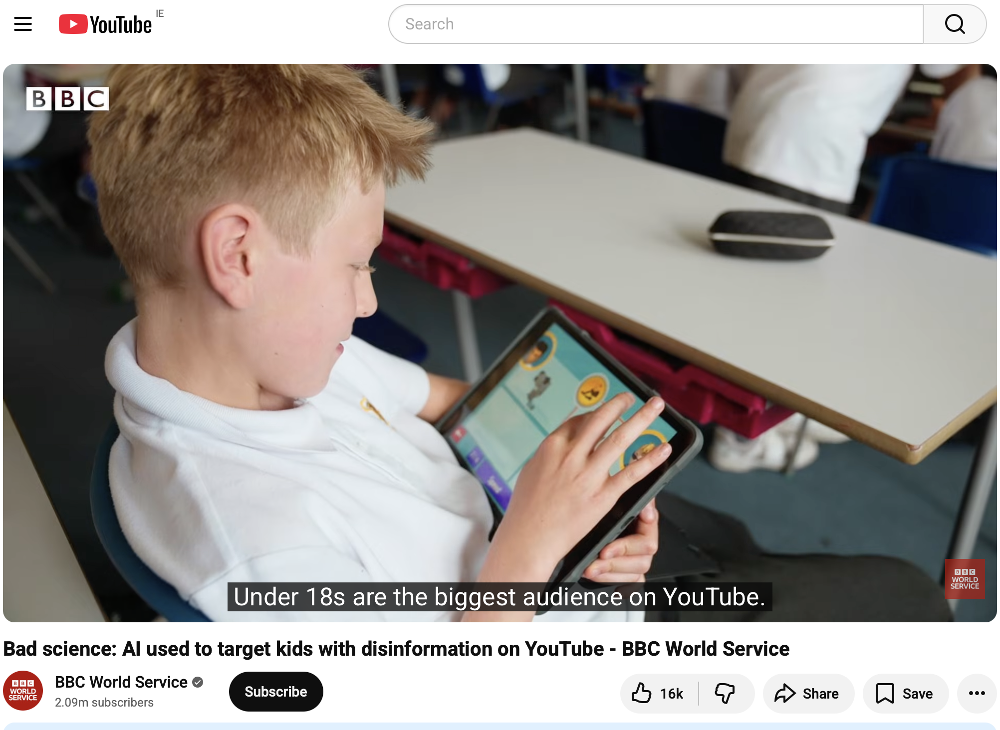 YouTube IE
Search
BBC
Under 18s are the biggest audience on YouTube.
BBC
WORLD
SERVICE
Bad science: AI used to target kids with disinformation on YouTube - BBC World Service
BBC
WORLD
SERVICE
BBC World Service
2.09m subscribers
Subscribe
16k
Share
Save